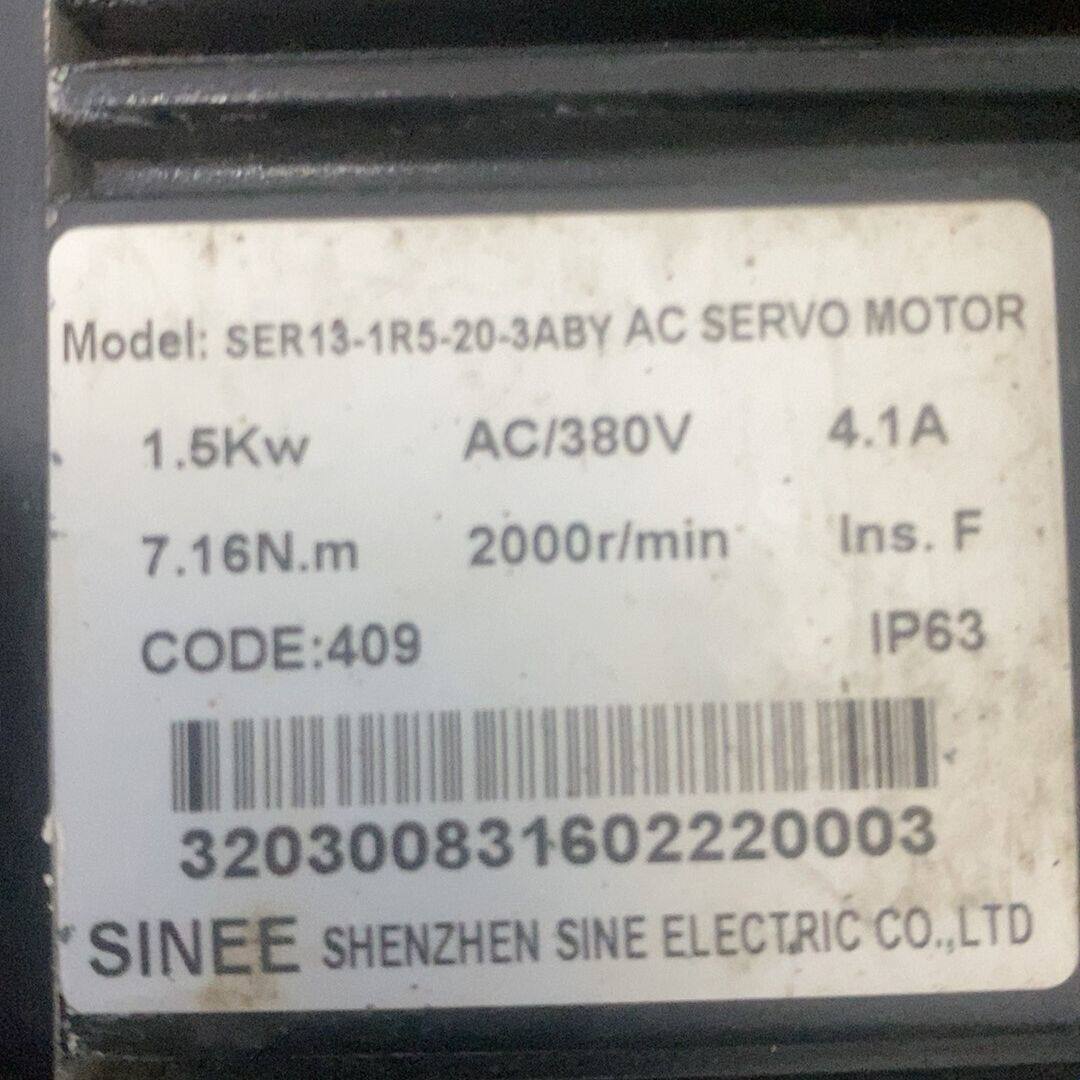 Model: SER13-1R5-20-3ABY AC SERVO MOTOR
1.5Kw AC/380V 4.1A
7.16N.m 2000r/min Ins. F
CODE:409 IP63
3203008316022220003
SINEE SHENZHEN SINE ELECTRIC CO.,LTD